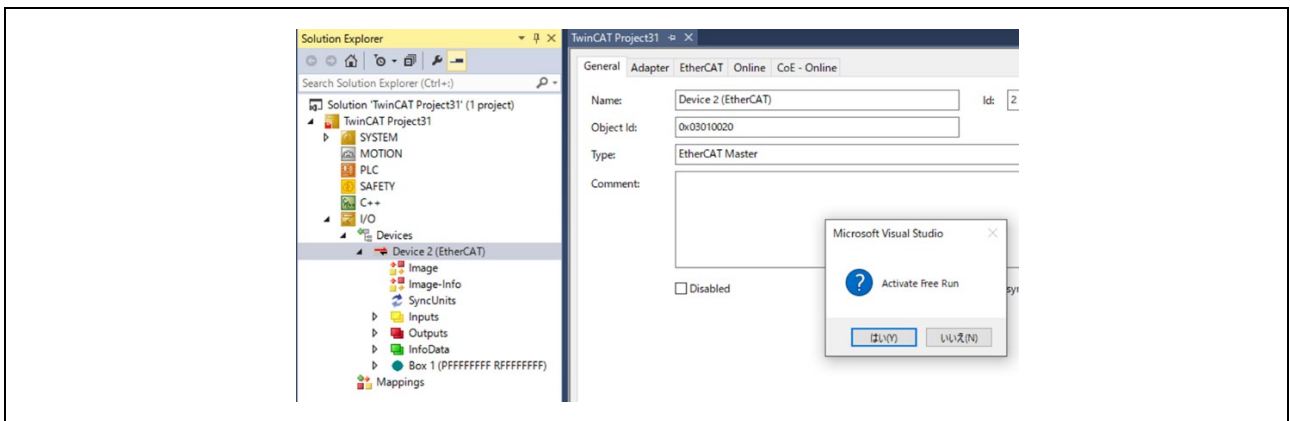 Solution Explorer
Search Solution Explorer (Ctrl+:)
Solution 'TwinCAT Project31' (1 project)
TwinCAT Project31
SYSTEM
MOTION
PLC
SAFETY
C++
I/O
Devices
Device 2 (EtherCAT)
Image
Image-Info
SyncUnits
Inputs
Outputs
InfoData
Box 1 (PFFFFFFFF RFFFFFFFF)
Mappings
TwinCAT Project31
General Adapter EtherCAT Online CoE - Online
Name: Device 2 (EtherCAT) Id: 2
Object Id: 0x03010020
Type: EtherCAT Master
Comment:
Disabled
Microsoft Visual Studio
Activate Free Run
はい(Y) いいえ(N)